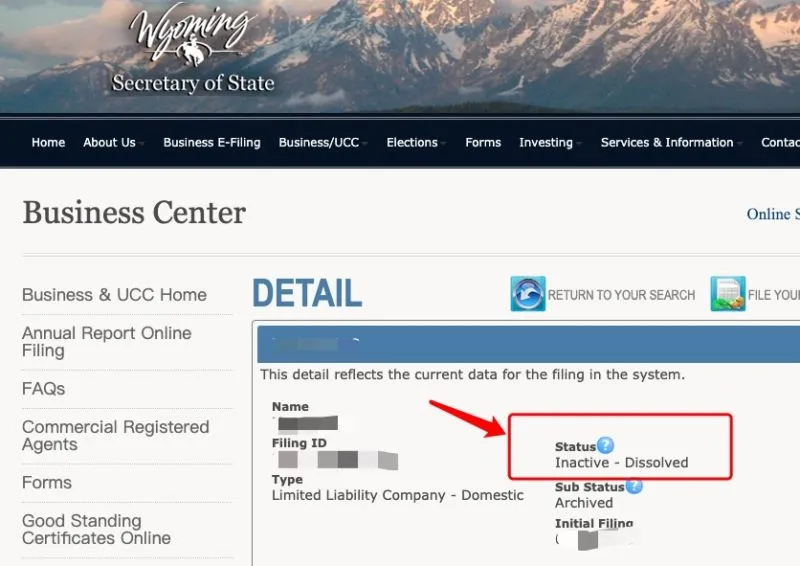 Wyoming
Secretary of State
Home About Us Business E-Filing Business/UCC Elections Forms Investing Services & Information Contac
Business Center
Online S
Business & UCC Home
Annual Report Online
Filing
FAQs
Commercial Registered
Agents
Forms
Good Standing
Certificates Online
DETAIL
RETURN TO YOUR SEARCH
FILE YOUR
This detail reflects the current data for the filing in the system.
Name
Filing ID
Type
Limited Liability Company - Domestic
Status ?
Inactive - Dissolved
Sub Status ?
Archived
Initial Filing